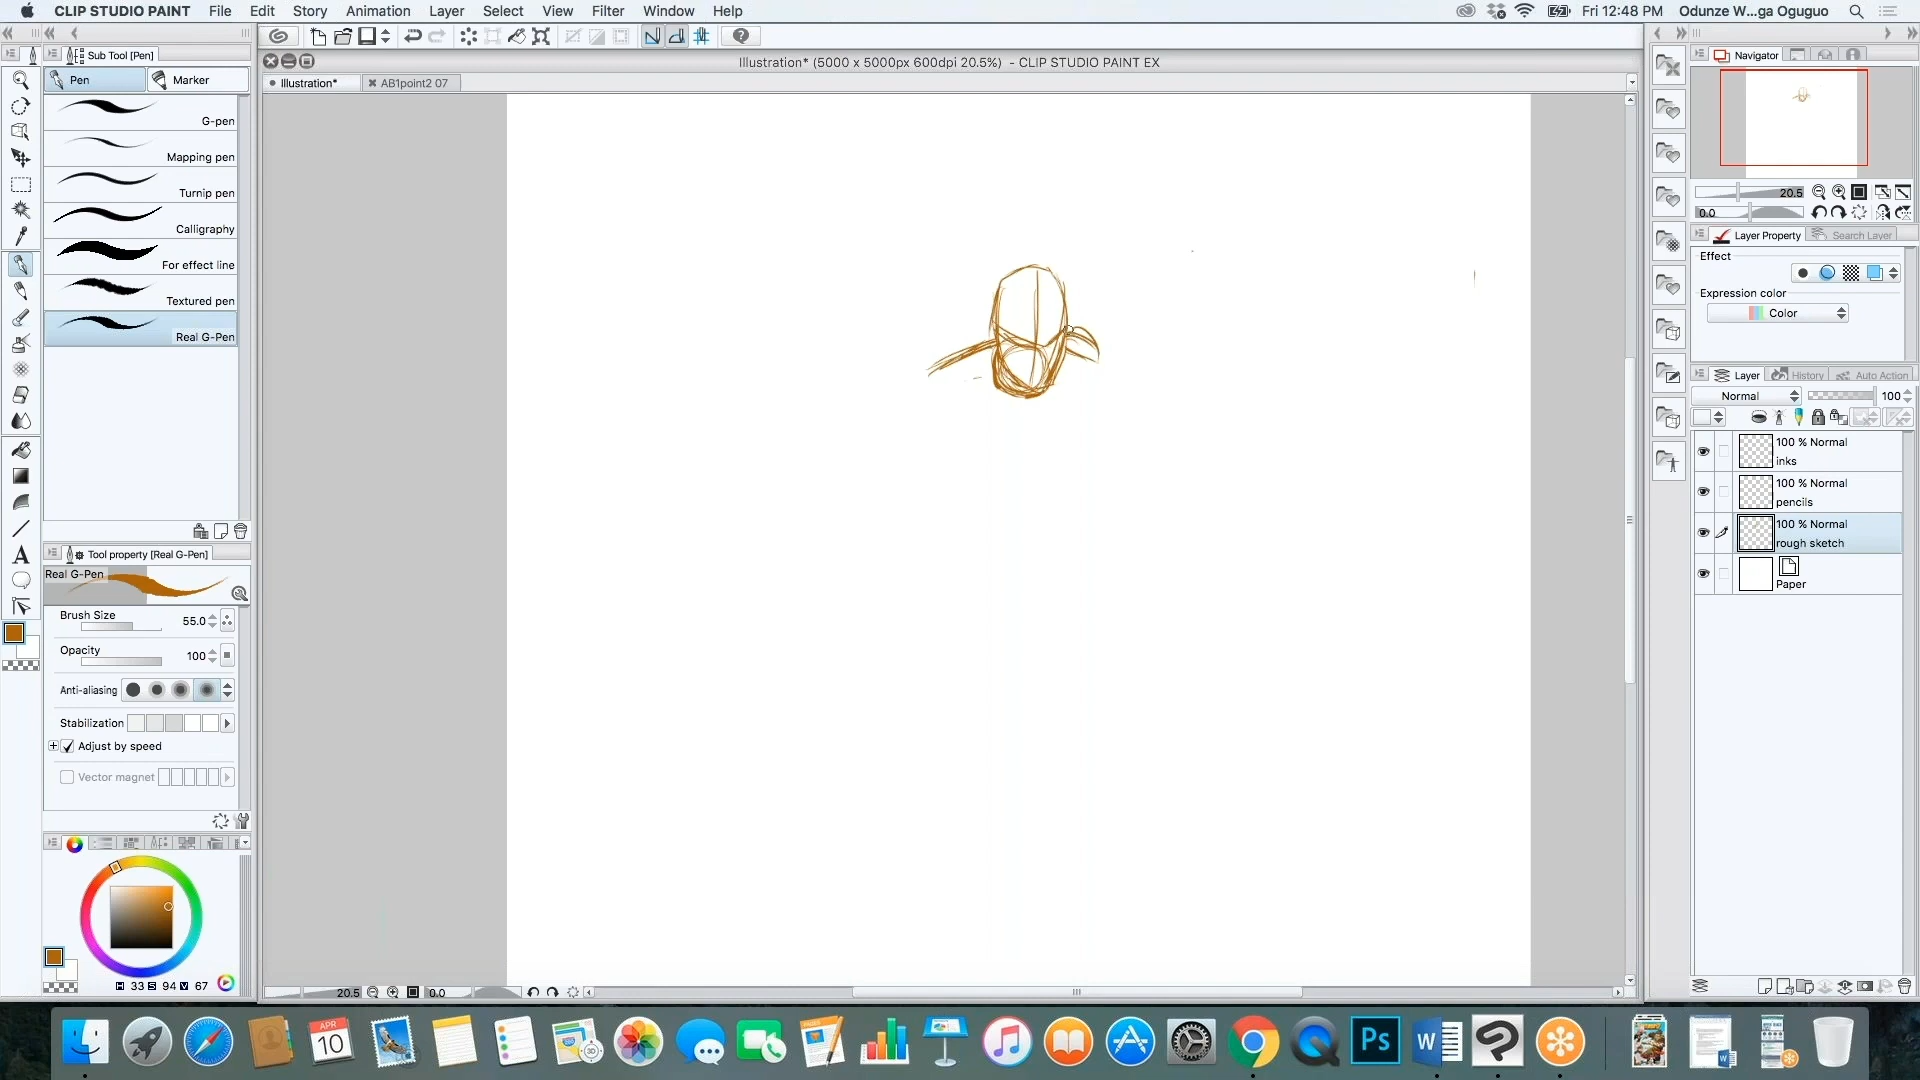 CLIP STUDIO PAINT File Edit Story Animation Layer Select View Filter Window Help Fri 12:48 PM Odunze W...ga Oguguo
Sub Tool [Pen]
Pen Marker
G-pen
Mapping pen
Turnip pen
Calligraphy
For effect line
Textured pen
Real G-Pen
Tool property [Real G-Pen]
Real G-Pen
Brush Size 55.0
Opacity 100
Anti-aliasing
Stabilization
Adjust by speed
Vector magnet
H 33 S 94 V 67
Illustration* (5000 x 5000px 600dpi 20.5%) - CLIP STUDIO PAINT EX
Illustration* AB1point2 07
20.5 0.0
Navigator
20.5
0.0
Layer Property Search Layer
Effect
Expression color
Color
Layer History Auto Action
Normal 100
100 % Normal
inks
100 % Normal
pencils
100 % Normal
rough sketch
Paper
APR
10
PAGES
3D
Ps
W